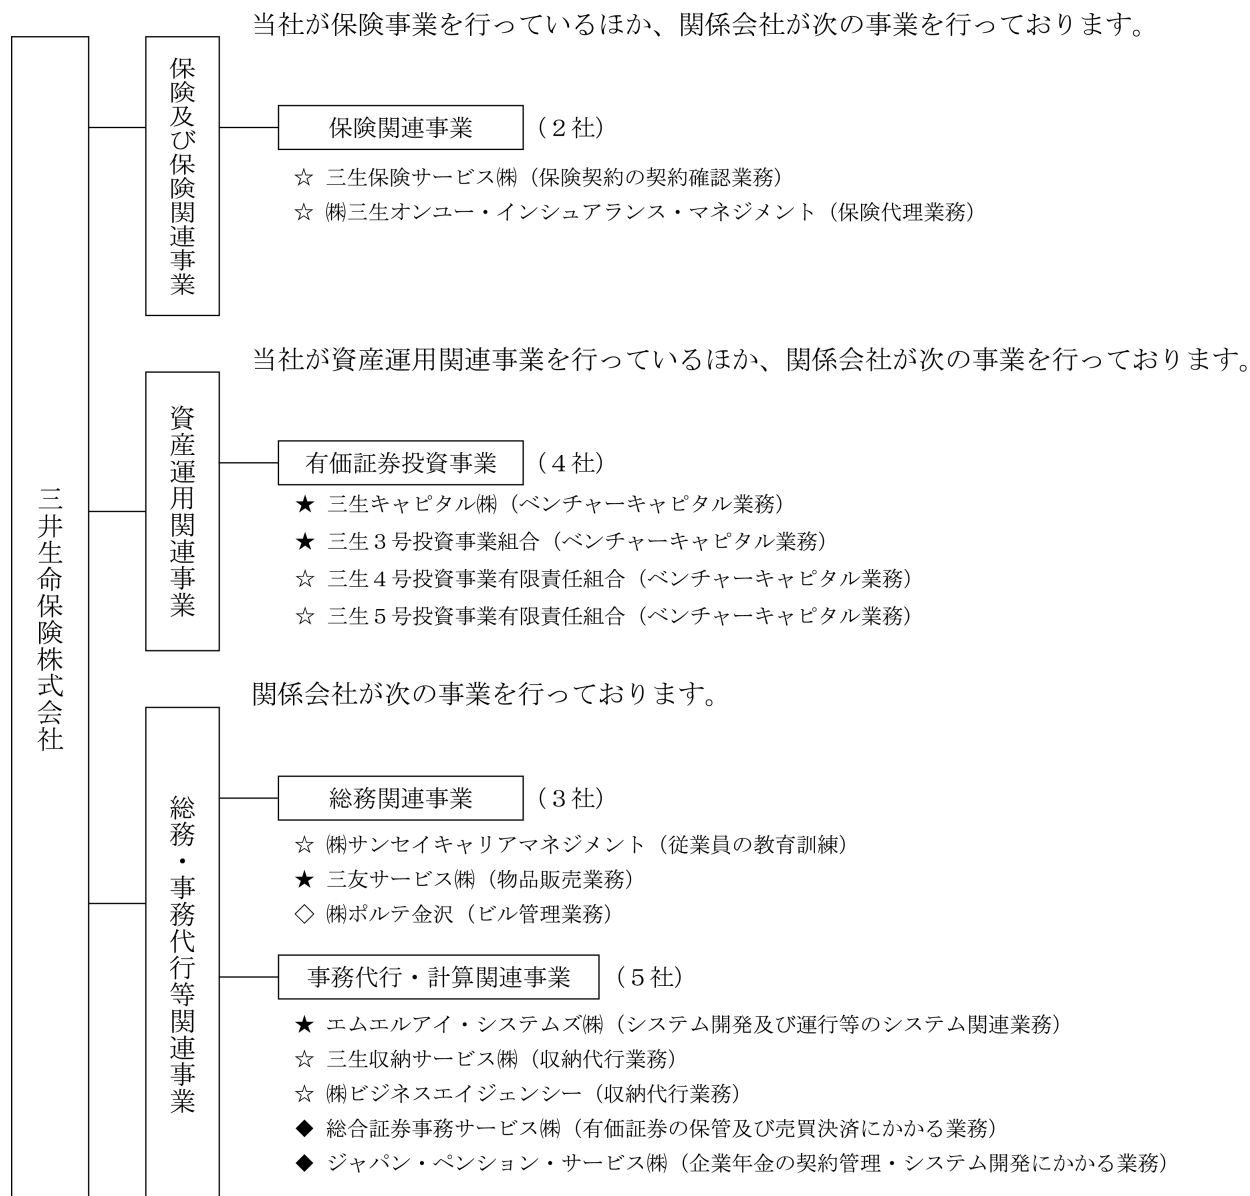 三井生命保険株式会社
当社が保険事業を行っているほか、関係会社が次の事業を行っております。
保険及び保険関連事業
保険関連事業（２社）
☆ 三生保険サービス㈱（保険契約の契約確認業務）
☆ ㈱三生オンユー・インシュアランス・マネジメント（保険代理業務）
当社が資産運用関連事業を行っているほか、関係会社が次の事業を行っております。
資産運用関連事業
有価証券投資事業（４社）
★ 三生キャピタル㈱（ベンチャーキャピタル業務）
★ 三生３号投資事業組合（ベンチャーキャピタル業務）
☆ 三生４号投資事業有限責任組合（ベンチャーキャピタル業務）
☆ 三生５号投資事業有限責任組合（ベンチャーキャピタル業務）
関係会社が次の事業を行っております。
総務・事務代行等関連事業
総務関連事業（３社）
☆ ㈱サンセイキャリアマネジメント（従業員の教育訓練）
★ 三友サービス㈱（物品販売業務）
◇ ㈱ポルテ金沢（ビル管理業務）
事務代行・計算関連事業（５社）
★ エムエルアイ・システムズ㈱（システム開発及び運行等のシステム関連業務）
☆ 三生収納サービス㈱（収納代行業務）
☆ ㈱ビジネスエイジェンシー（収納代行業務）
◆ 総合証券事務サービス㈱（有価証券の保管及び売買決済にかかる業務）
◆ ジャパン・ペンション・サービス㈱（企業年金の契約管理・システム開発にかかる業務）